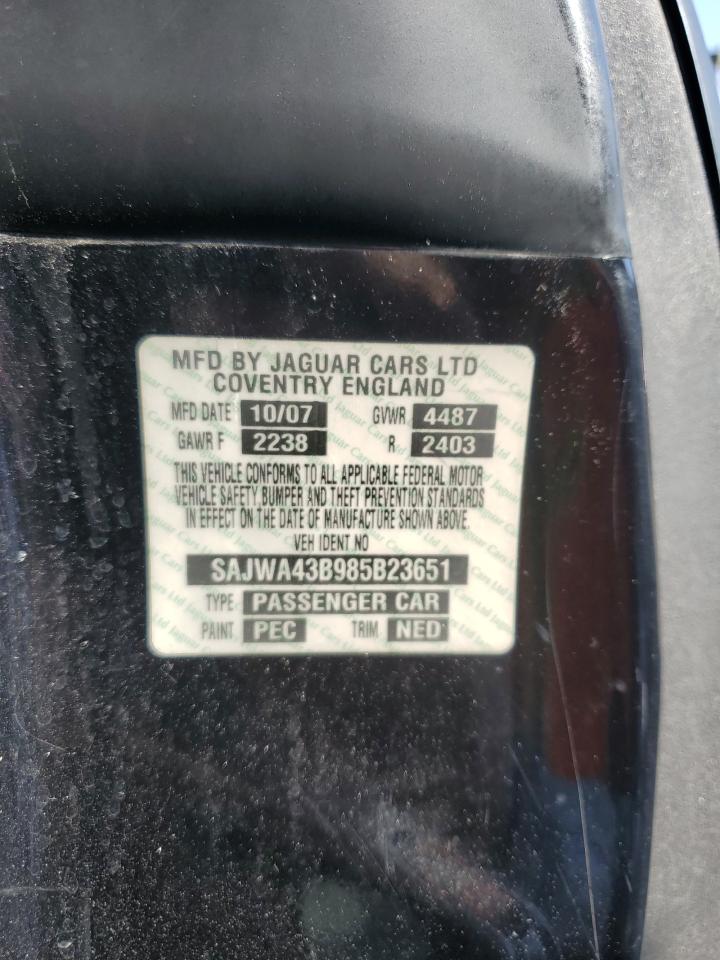 MFD BY JAGUAR CARS LTD
COVENTRY ENGLAND
MFD DATE 10/07 GVWR 4487
GAWR F 2238 R 2403
THIS VEHICLE CONFORMS TO ALL APPLICABLE FEDERAL MOTOR
VEHICLE SAFETY BUMPER AND THEFT PREVENTION STANDARDS
IN EFFECT ON THE DATE OF MANUFACTURE SHOWN ABOVE.
VEH IDENT NO
SAJWA43B985B23651
TYPE PASSENGER CAR
PAINT PEC TRIM NED